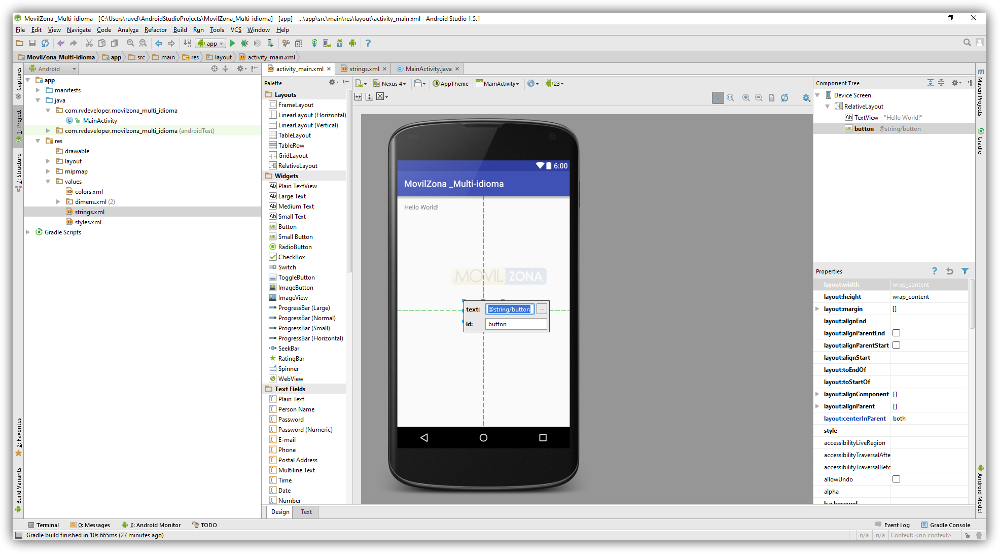 MovilZona _Multi-idioma - [C:\Users\ruvel\AndroidStudioProjects\MovilZona_Multi-idioma] - [app] - ...\app\src\main\res\layout\activity_main.xml - Android Studio 1.5.1
File Edit View Navigate Code Analyze Refactor Build Run Tools VCS Window Help
app
MovilZona_Multi-idioma app src main res layout activity_main.xml
Captures
1: Project
7: Structure
2: Favorites
Build Variants
Android
app
manifests
java
com.rvdeveloper.movilzona_multi_idioma
MainActivity
com.rvdeveloper.movilzona_multi_idioma (androidTest)
res
drawable
layout
mipmap
values
colors.xml
dimens.xml (2)
strings.xml
styles.xml
Gradle Scripts
activity_main.xml strings.xml MainActivity.java
Palette
Layouts
FrameLayout
LinearLayout (Horizontal)
LinearLayout (Vertical)
TableLayout
TableRow
GridLayout
RelativeLayout
Widgets
Plain TextView
Large Text
Medium Text
Small Text
Button
Small Button
RadioButton
CheckBox
Switch
ToggleButton
ImageButton
ImageView
ProgressBar (Large)
ProgressBar (Normal)
ProgressBar (Small)
ProgressBar (Horizontal)
SeekBar
RatingBar
Spinner
WebView
Text Fields
Plain Text
Person Name
Password
Password (Numeric)
E-mail
Phone
Postal Address
Multiline Text
Time
Date
Number
Nexus 4 AppTheme MainActivity 23
6:00
MovilZona _Multi-idioma
Hello World!
MOVIL ZONA
text: @string/button ...
id: button
Design Text
Component Tree
Device Screen
RelativeLayout
Ab TextView - "Hello World!"
OK button - @string/button
Properties
layout:width wrap_content
layout:height wrap_content
layout:margin []
layout:alignEnd
layout:alignParentEnd
layout:alignParentStart
layout:alignStart
layout:toEndOf
layout:toStartOf
layout:alignComponent []
layout:alignParent []
layout:centerInParent both
style
accessibilityLiveRegion
accessibilityTraversalAfte
accessibilityTraversalBefc
allowUndo
alpha
background
Maven Projects
Gradle
Android Model
Terminal 0: Messages 6: Android Monitor TODO Event Log Gradle Console
Gradle build finished in 10s 665ms (27 minutes ago) n/a n/a Context: <no context>